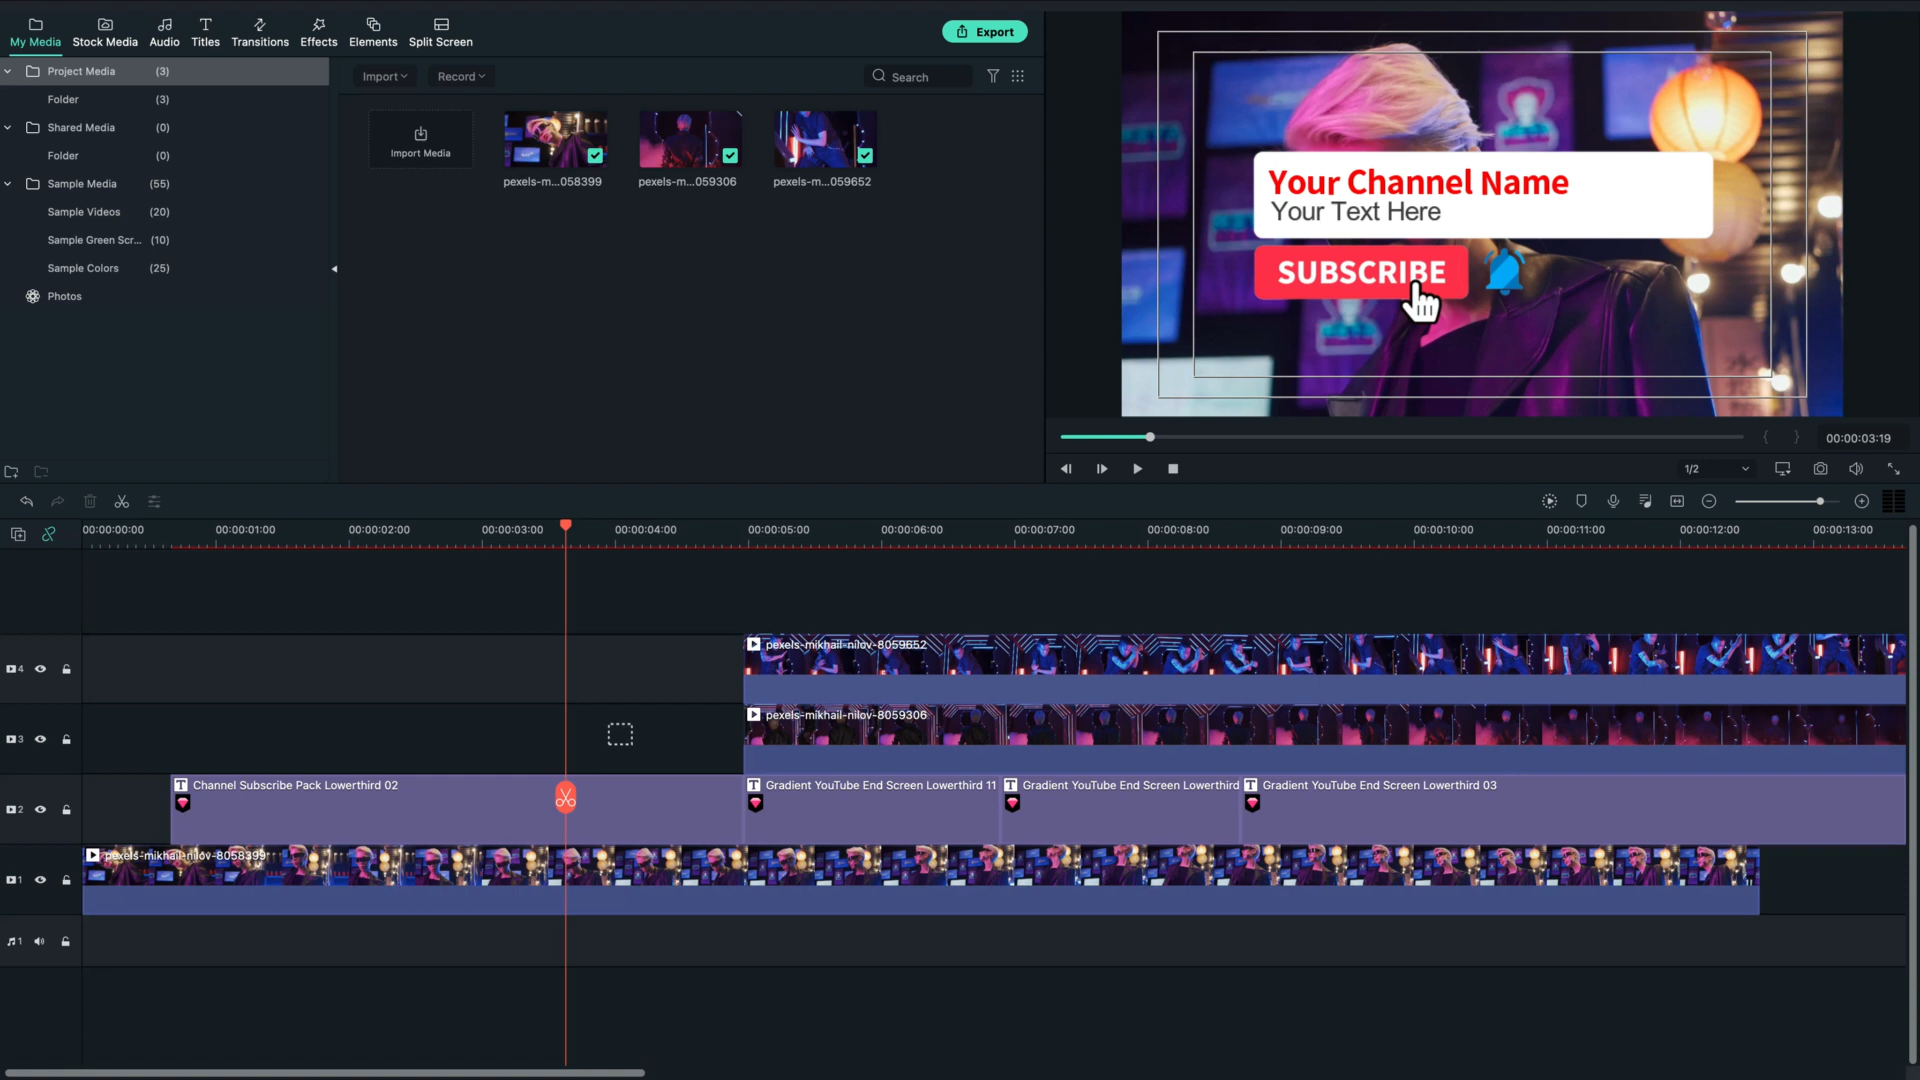 My Media
Stock Media
Audio
Titles
Transitions
Effects
Elements
Split Screen
Export
Project Media (3)
Folder (3)
Shared Media (0)
Folder (0)
Sample Media (55)
Sample Videos (20)
Sample Green Scr... (10)
Sample Colors (25)
Photos
Import
Record
Search
Import Media
pexels-m...058399
pexels-m...059306
pexels-m...059652
Your Channel Name
Your Text Here
SUBSCRIBE
{ }
00:00:03:19
1/2
00:00:00:00
00:00:01:00
00:00:02:00
00:00:03:00
00:00:04:00
00:00:05:00
00:00:06:00
00:00:07:00
00:00:08:00
00:00:09:00
00:00:10:00
00:00:11:00
00:00:12:00
00:00:13:00
4
pexels-mikhail-nilov-8059652
3
pexels-mikhail-nilov-8059306
2
T Channel Subscribe Pack Lowerthird 02
T Gradient YouTube End Screen Lowerthird 11
T Gradient YouTube End Screen Lowerthird
T Gradient YouTube End Screen Lowerthird 03
1
pexels-mikhail-nilov-8058399
1